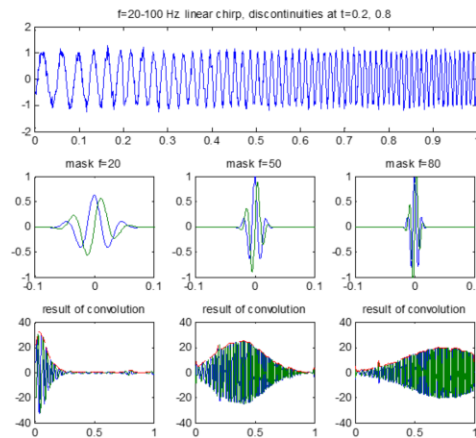 f=20-100 Hz linear chirp, discontinuities at t=0.2, 0.8
2
1
0
-1
-2
0 0.1 0.2 0.3 0.4 0.5 0.6 0.7 0.8 0.9 1
mask f=20 mask f=50 mask f=80
1 1 1
0.5 0.5 0.5
0 0 0
-0.5 -0.5 -0.5
-1 -1 -1
-0.1 0 0.1 -0.1 0 0.1 -0.1 0 0.1
result of convolution result of convolution result of convolution
40 40 40
20 20 20
0 0 0
-20 -20 -20
-40 -40 -40
0 0.5 1 0 0.5 1 0 0.5 1